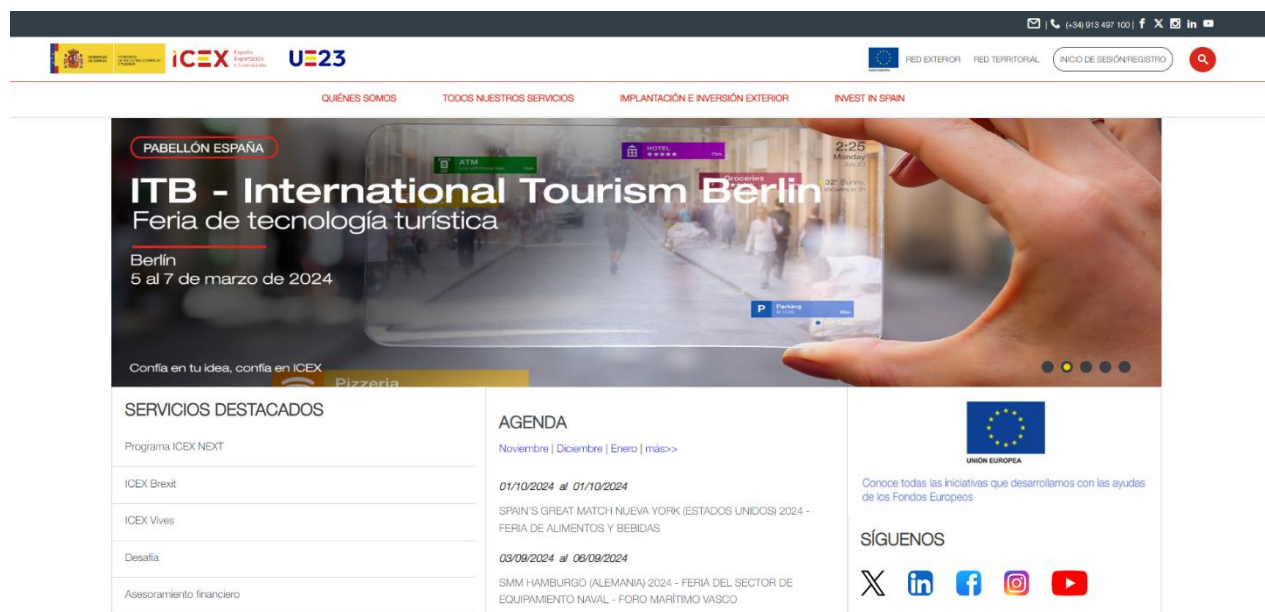 (+34) 913 497 100
GOBIERNO DE ESPAÑA
ICEX España Exportación e Inversiones
UE23
RED EXTERIOR
RED TERRITORIAL
INICIO DE SESIÓN/REGISTRO
QUIÉNES SOMOS
TODOS NUESTROS SERVICIOS
IMPLANTACIÓN E INVERSIÓN EXTERIOR
INVEST IN SPAIN
PABELLÓN ESPAÑA
ITB - International Tourism Berlin
Feria de tecnología turística
Berlín
5 al 7 de marzo de 2024
Confía en tu idea, confía en ICEX
ATM
HOTEL
Groceries
2:25
Monday
32° Sunny,
P Parking
Pizzeria
SERVICIOS DESTACADOS
Programa ICEX NEXT
ICEX Brexit
ICEX Vives
Desafía
Asesoramiento financiero
AGENDA
Noviembre | Diciembre | Enero | más>>
01/10/2024 al 01/10/2024
SPAIN'S GREAT MATCH NUEVA YORK (ESTADOS UNIDOS) 2024 -
FERIA DE ALIMENTOS Y BEBIDAS
03/09/2024 al 06/09/2024
SMM HAMBURGO (ALEMANIA) 2024 - FERIA DEL SECTOR DE
EQUIPAMIENTO NAVAL - FORO MARÍTIMO VASCO
UNIÓN EUROPEA
Conoce todas las iniciativas que desarrollamos con las ayudas
de los Fondos Europeos
SÍGUENOS